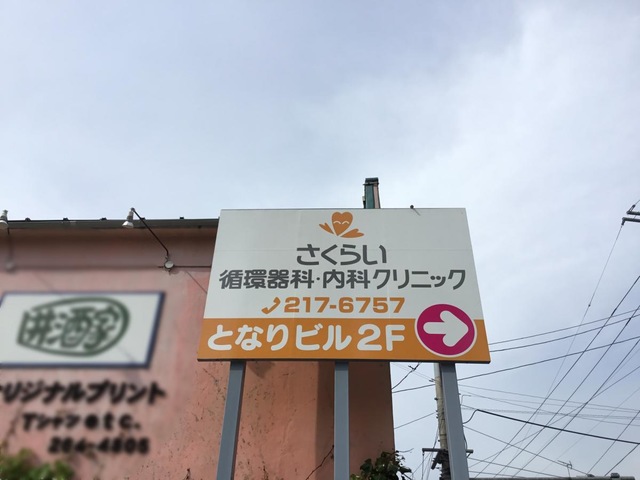 さくらい
循環器科・内科クリニック
217-6757
となりビル2F
オリジナルプリント
Tシャツetc.